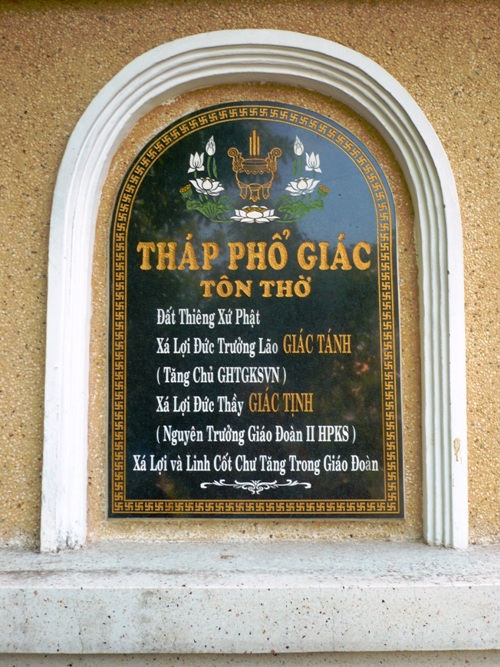 THÁP PHỔ GIÁC
TÔN THỜ
Đất Thiêng Xứ Phật
Xá Lợi Đức Trưởng Lão GIÁC TÁNH
( Tăng Chủ GHTGKSVN )
Xá Lợi Đức Thầy GIÁC TỊNH
( Nguyên Trưởng Giáo Đoàn II HPKS )
Xá Lợi và Linh Cốt Chư Tăng Trong Giáo Đoàn